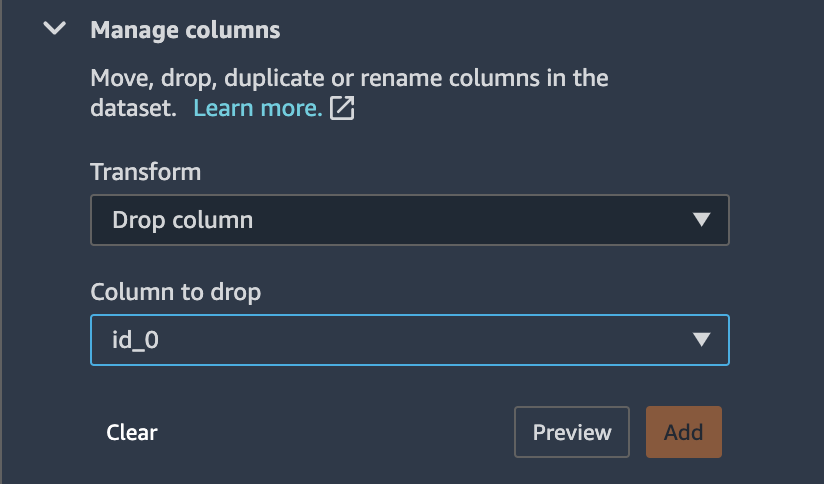 Manage columns
Move, drop, duplicate or rename columns in the
dataset. Learn more.
Transform
Drop column
Column to drop
id_0
Clear
Preview
Add